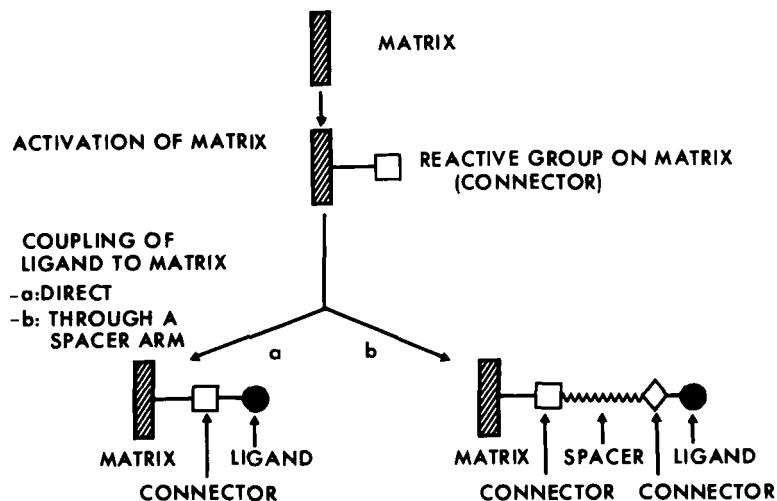 MATRIX
ACTIVATION OF MATRIX
REACTIVE GROUP ON MATRIX
(CONNECTOR)
COUPLING OF
LIGAND TO MATRIX
-a:DIRECT
-b: THROUGH A
SPACER ARM
a
b
MATRIX
LIGAND
CONNECTOR
MATRIX
SPACER
LIGAND
CONNECTOR
CONNECTOR